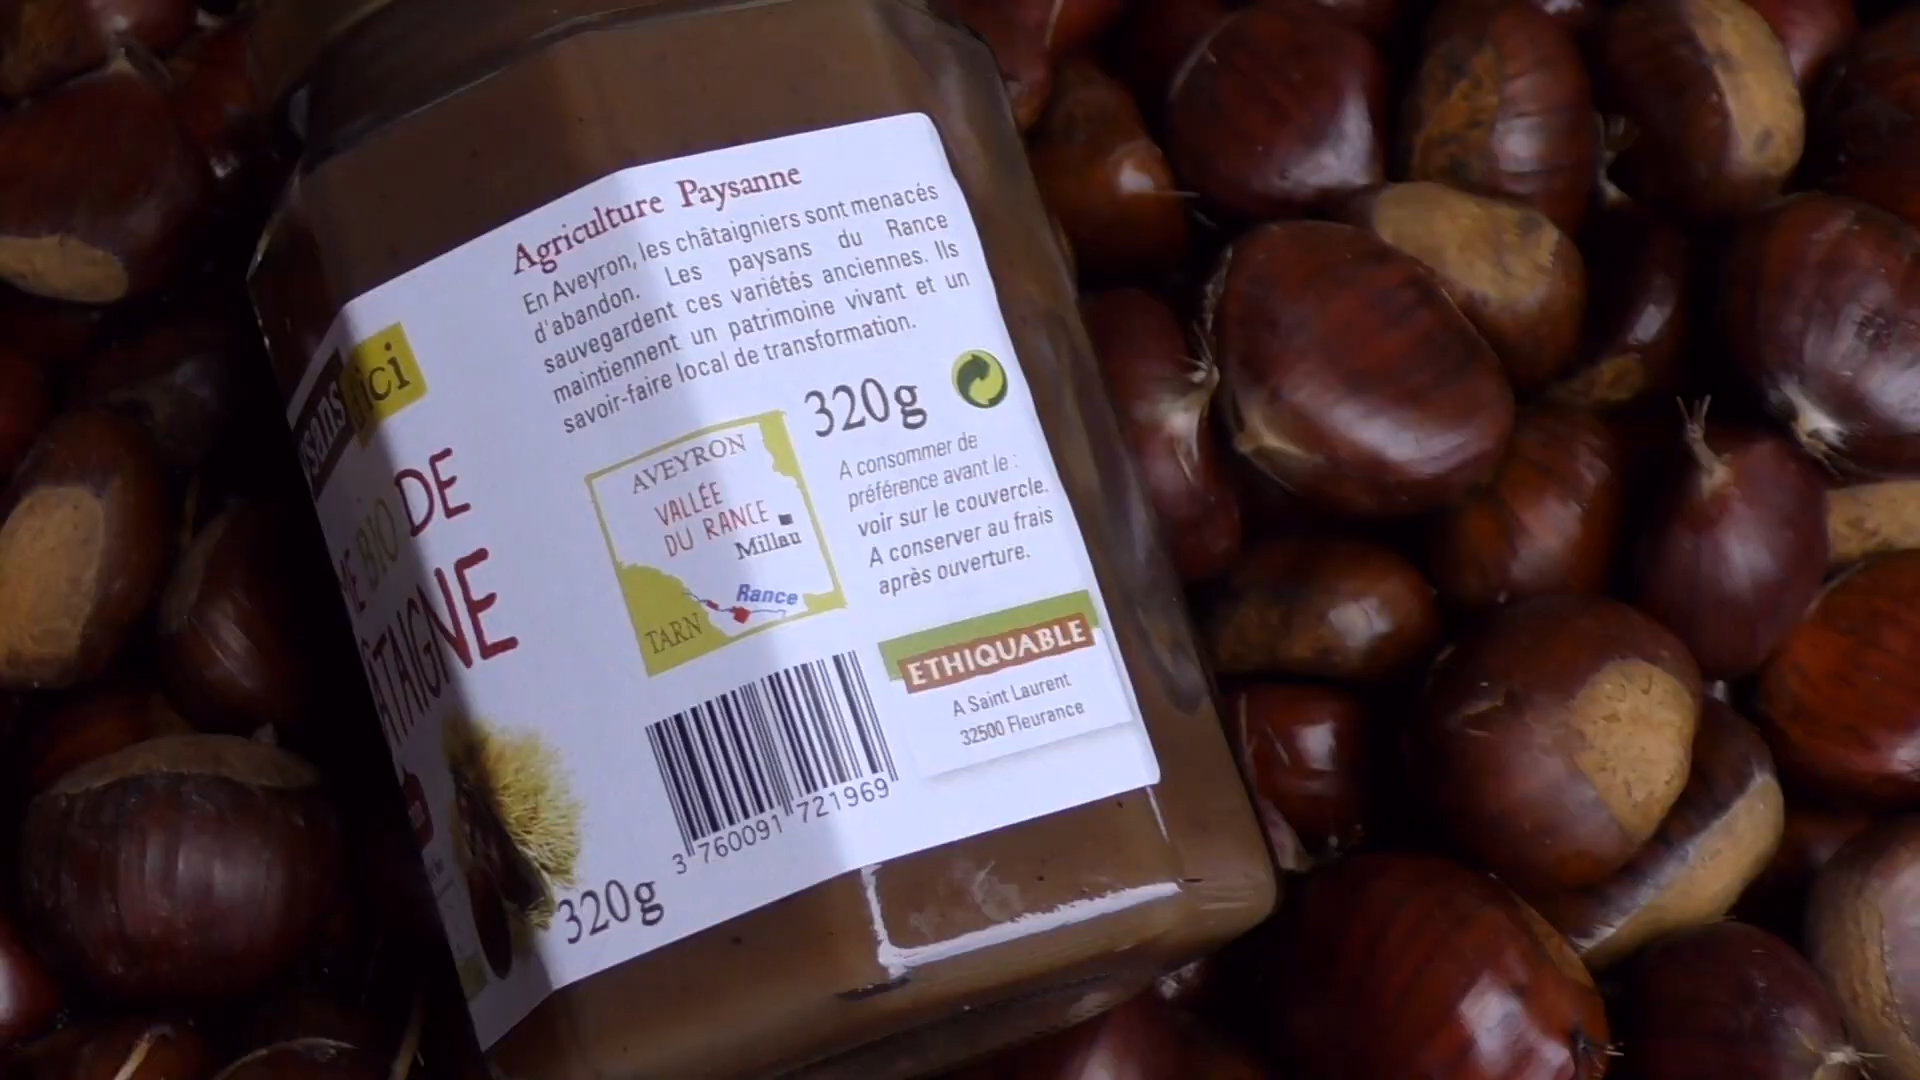 Agriculture Paysanne
En Aveyron, les châtaigniers sont menacés
d'abandon. Les paysans du Rance
sauvegardent ces variétés anciennes. Ils
maintiennent un patrimoine vivant et un
savoir-faire local de transformation.
ici
BIO DE
320g
AVEYRON
VALLÉE
DU RANCE
Millau
Rance
TARN
A consommer de
préférence avant le :
voir sur le couvercle.
A conserver au frais
après ouverture.
ETHIQUABLE
A Saint Laurent
32500 Fleurance
3 760091 721969
320g